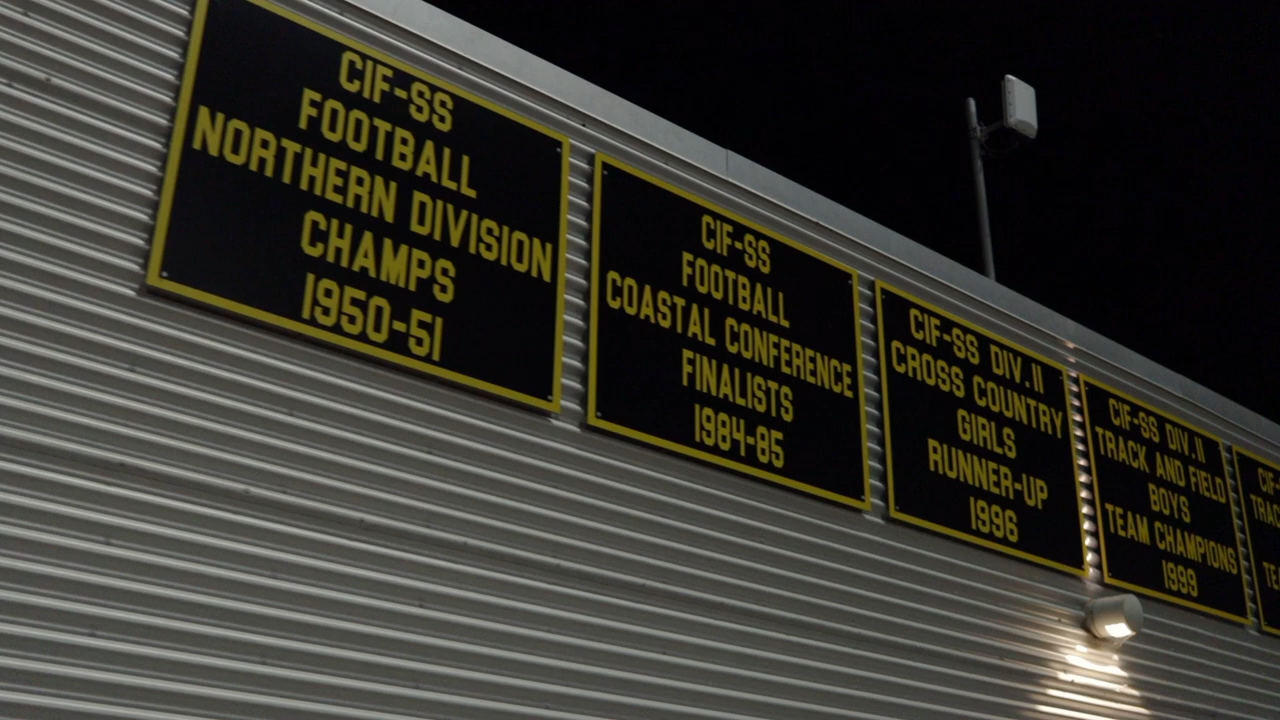 CIF-SS
FOOTBALL
NORTHERN DIVISION
CHAMPS
1950-51
CIF-SS
FOOTBALL
COASTAL CONFERENCE
FINALISTS
1984-85
CIF-SS DIV.II
CROSS COUNTRY
GIRLS
RUNNER-UP
1996
CIF-SS DIV.II
TRACK AND FIELD
BOYS
TEAM CHAMPIONS
1999